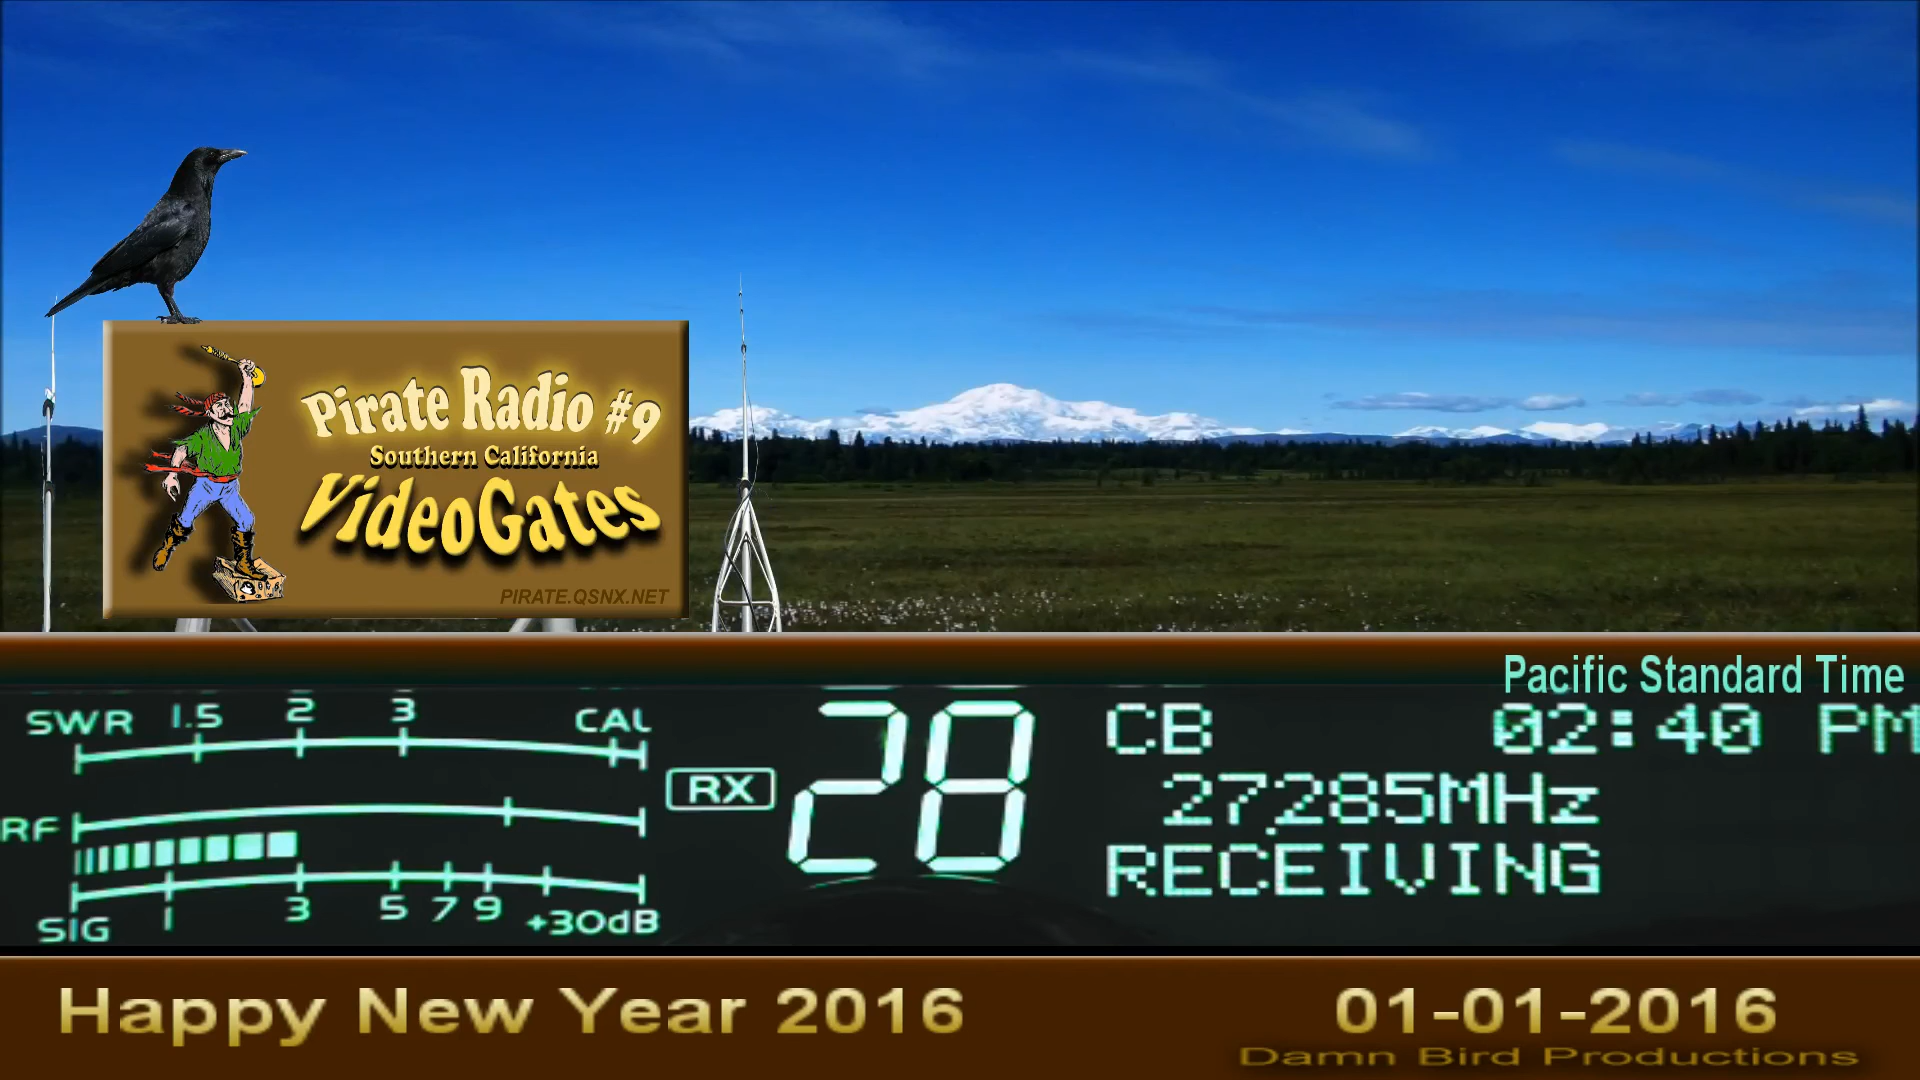 Pirate Radio #9
Southern California
VideoGates
PIRATE.QSNX.NET
Pacific Standard Time
SWR 1.5 2 3 CAL
CB 02:40 PM
RX 28
27.285MHz
RF
RECEIVING
SIG 1 3 5 7 9 +30dB
Happy New Year 2016
01-01-2016
Damn Bird Productions